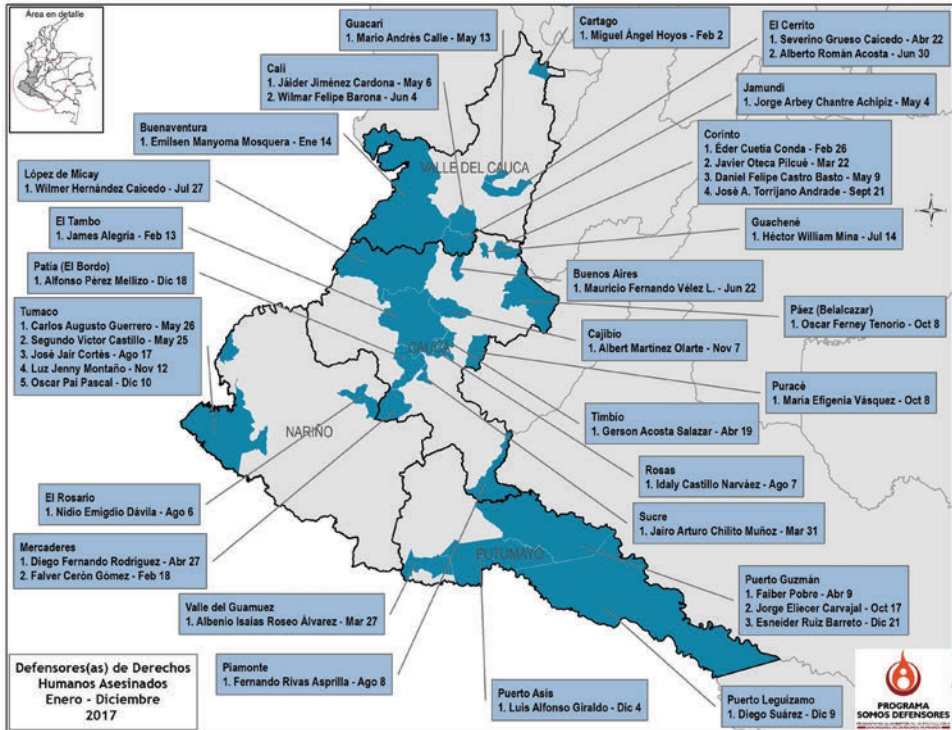 Área en detalle
Guacarí
1. Mario Andrés Calle - May 13
Cartago
1. Miguel Ángel Hoyos - Feb 2
El Cerrito
1. Severino Grueso Caicedo - Abr 22
2. Alberto Román Acosta - Jun 30
Cali
1. Jáider Jiménez Cardona - May 6
2. Wilmar Felipe Barona - Jun 4
Jamundí
1. Jorge Arbey Chantre Achipiz - May 4
Buenaventura
1. Emilsen Manyoma Mosquera - Ene 14
Corinto
1. Éder Cuetia Conda - Feb 26
2. Javier Oteca Pilcué - Mar 22
3. Daniel Felipe Castro Basto - May 9
4. José A. Torrijano Andrade - Sept 21
VALLE DEL CAUCA
López de Micay
1. Wilmer Hernández Caicedo - Jul 27
El Tambo
1. James Alegría - Feb 13
Guachené
1. Héctor William Mina - Jul 14
Patía (El Bordo)
1. Alfonso Pérez Mellizo - Dic 18
Buenos Aires
1. Mauricio Fernando Vélez L. - Jun 22
Páez (Belalcazar)
1. Oscar Ferney Tenorio - Oct 8
Tumaco
1. Carlos Augusto Guerrero - May 26
2. Segundo Víctor Castillo - May 25
3. José Jair Cortés - Ago 17
4. Luz Jenny Montaño - Nov 12
5. Oscar Pai Pascal - Dic 10
Cajibío
1. Albert Martínez Olarte - Nov 7
CAUCA
Puracé
1. María Efigenia Vásquez - Oct 8
Timbío
1. Gerson Acosta Salazar - Abr 19
NARIÑO
Rosas
1. Idaly Castillo Narváez - Ago 7
El Rosario
1. Nidio Emigdio Dávila - Ago 6
Sucre
1. Jairo Arturo Chilito Muñoz - Mar 31
Mercaderes
1. Diego Fernando Rodríguez - Abr 27
2. Falver Cerón Gómez - Feb 18
PUTUMAYO
Puerto Guzmán
1. Faiber Pobre - Abr 9
2. Jorge Eliecer Carvajal - Oct 17
3. Esneider Ruiz Barreto - Dic 21
Valle del Guamuez
1. Albenio Isaías Roseo Álvarez - Mar 27
Piamonte
1. Fernando Rivas Asprilla - Ago 8
Puerto Asís
1. Luis Alfonso Giraldo - Dic 4
Puerto Leguízamo
1. Diego Suárez - Dic 9
Defensores(as) de Derechos
Humanos Asesinados
Enero - Diciembre
2017
PROGRAMA
SOMOS DEFENSORES